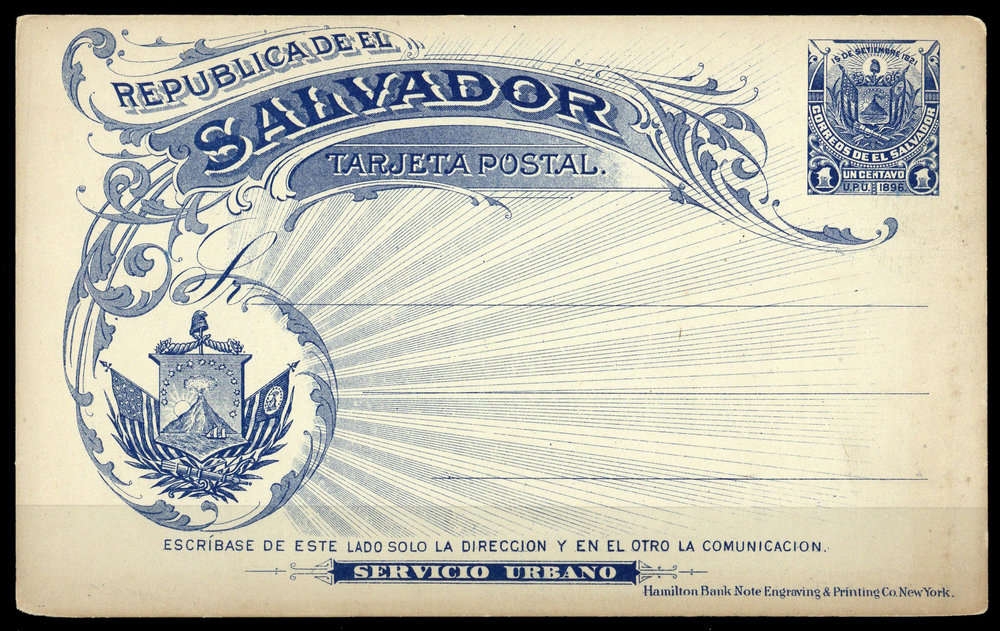 REPUBLICA DE EL
SALVADOR
TARJETA POSTAL.
15 DE SETIEMBRE 1821
CORREOS DE EL SALVADOR
1 UN CENTAVO 1
U.P.U. 1896
Sr
ESCRÍBASE DE ESTE LADO SOLO LA DIRECCION Y EN EL OTRO LA COMUNICACION.
SERVICIO URBANO
Hamilton Bank Note Engraving & Printing Co. New York.